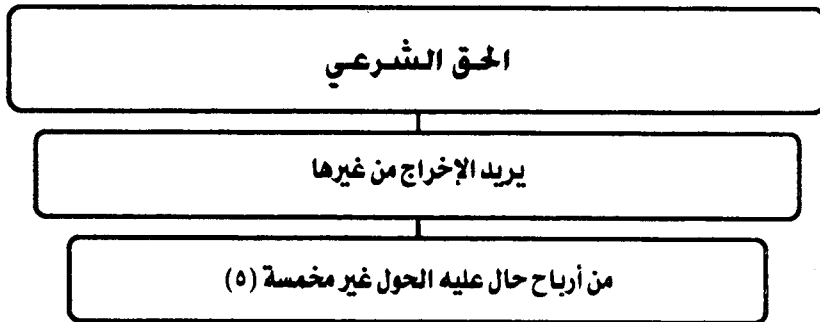 الحق الشرعي
يريد الإخراج من غيرها
من أرباح حال عليه الحول غير مخمسة (٥)